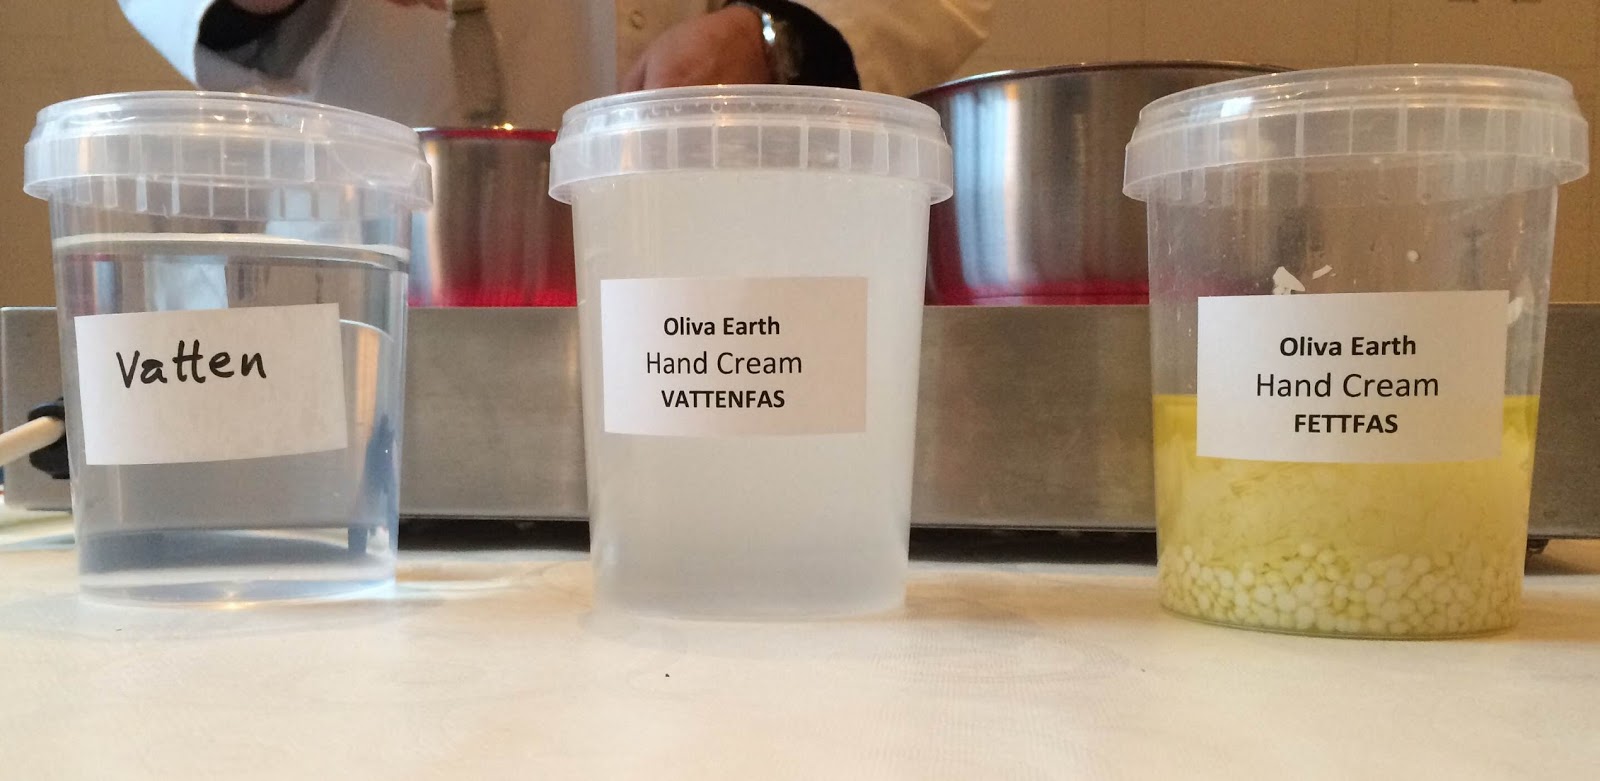 Vatten
Oliva Earth
Hand Cream
VATTENFAS
Oliva Earth
Hand Cream
FETTFAS